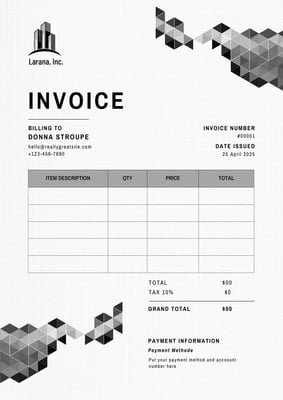 Larana, Inc.
INVOICE
BILLING TO
DONNA STROUPE
hello@reallygreatsite.com
+123-456-7890
INVOICE NUMBER
#00001
DATE ISSUED
25 April 2025
ITEM DESCRIPTION QTY PRICE TOTAL
TOTAL $00
TAX 10% $0
GRAND TOTAL $00
PAYMENT INFORMATION
Payment Methode
Put your payment method and account
number here